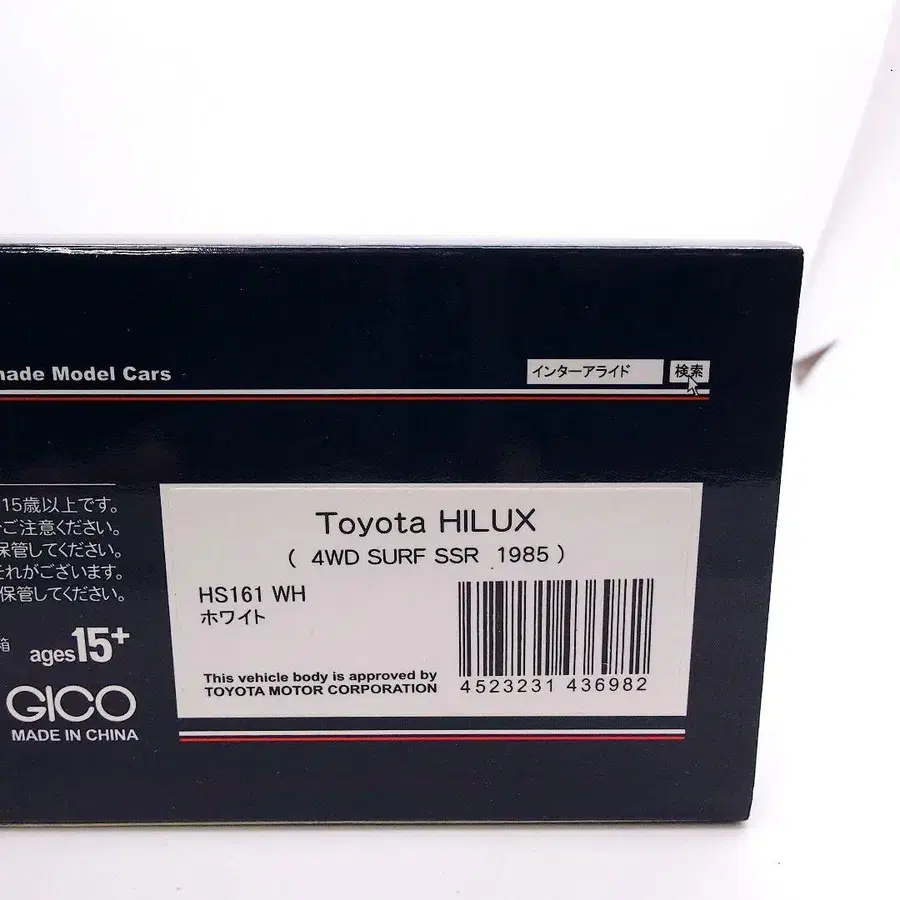 made Model Cars
インターアライド 検索
15歳以上です。
ご注意ください。
保管してください。
それがございます。
保管してください。
箱
ages15+
GICO
MADE IN CHINA
Toyota HILUX
( 4WD SURF SSR 1985 )
HS161 WH
ホワイト
This vehicle body is approved by
TOYOTA MOTOR CORPORATION
4523231 436982